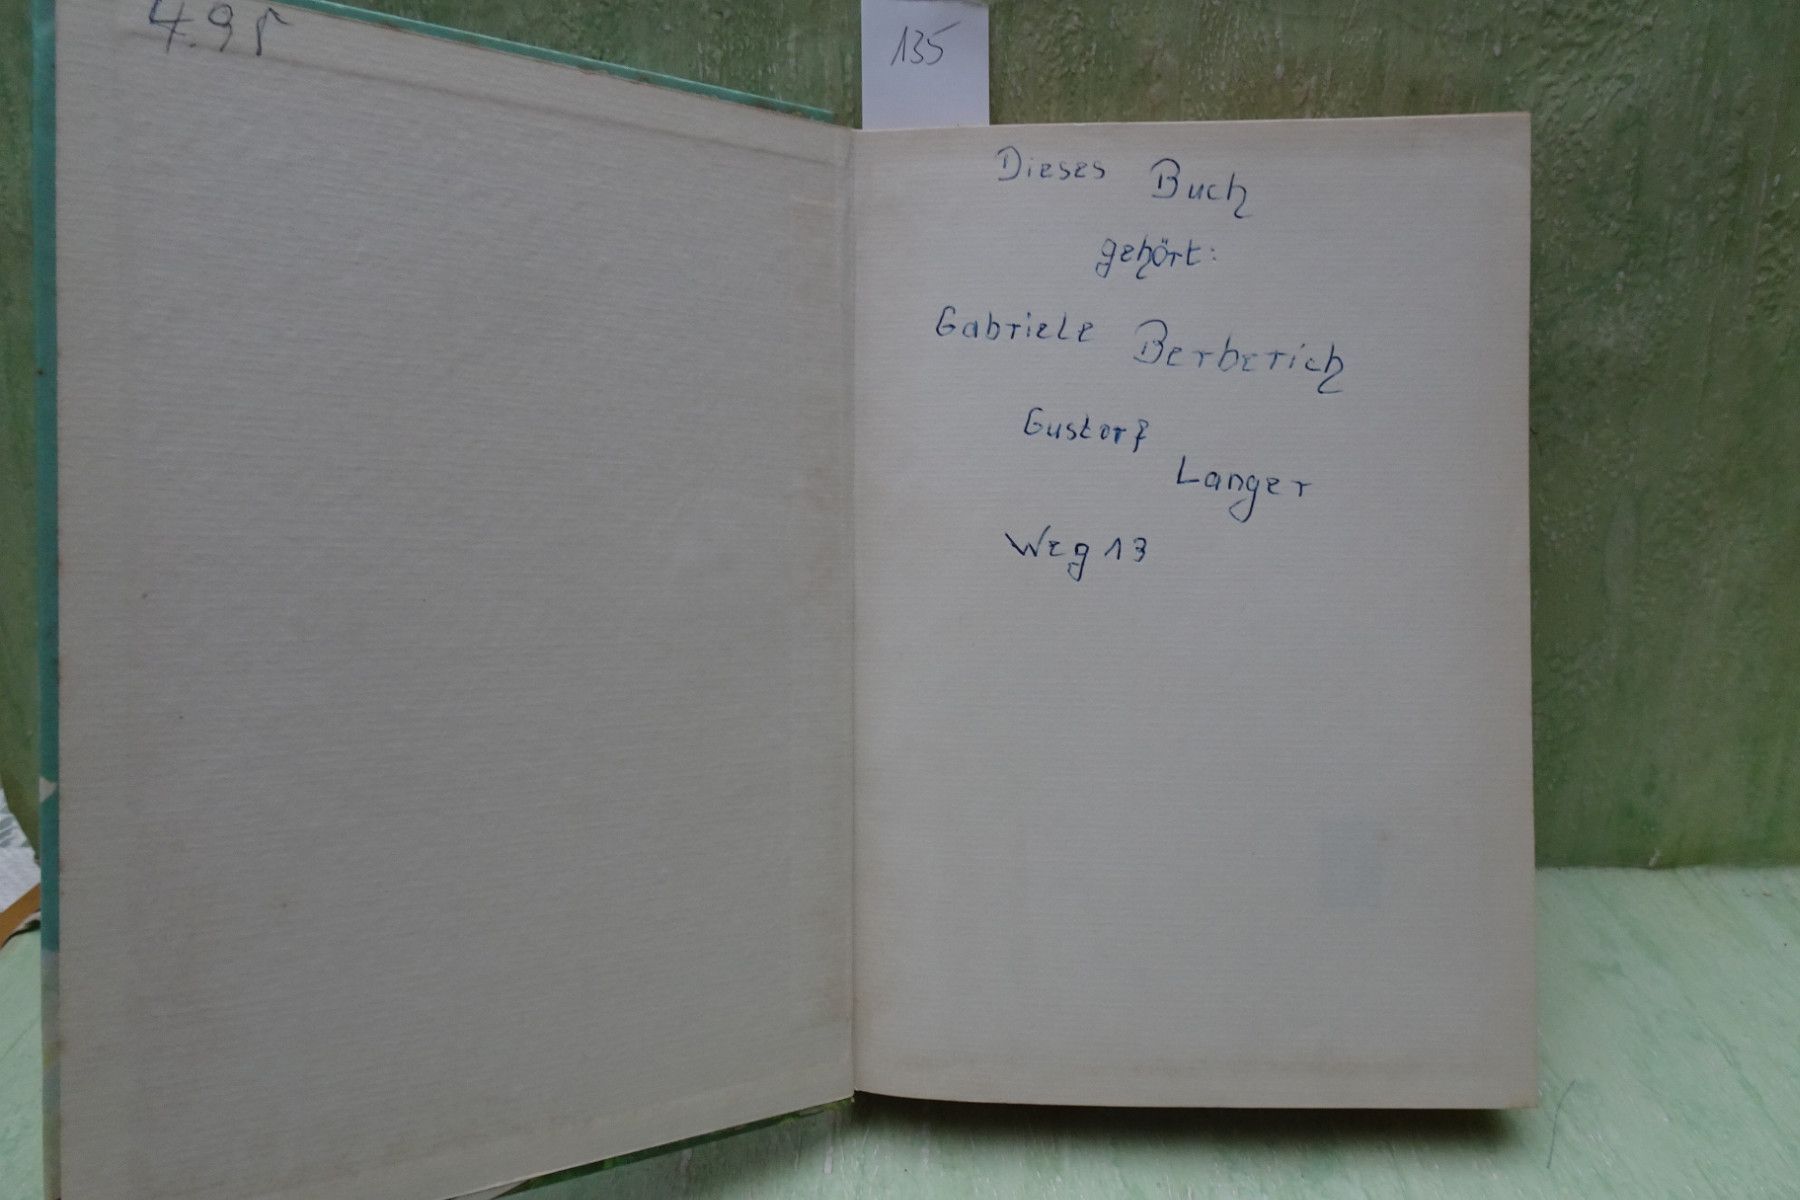 4.95
135
Dieses Buch
gehört:
Gabriele Berberich
Gustorf
Langer
Weg 13